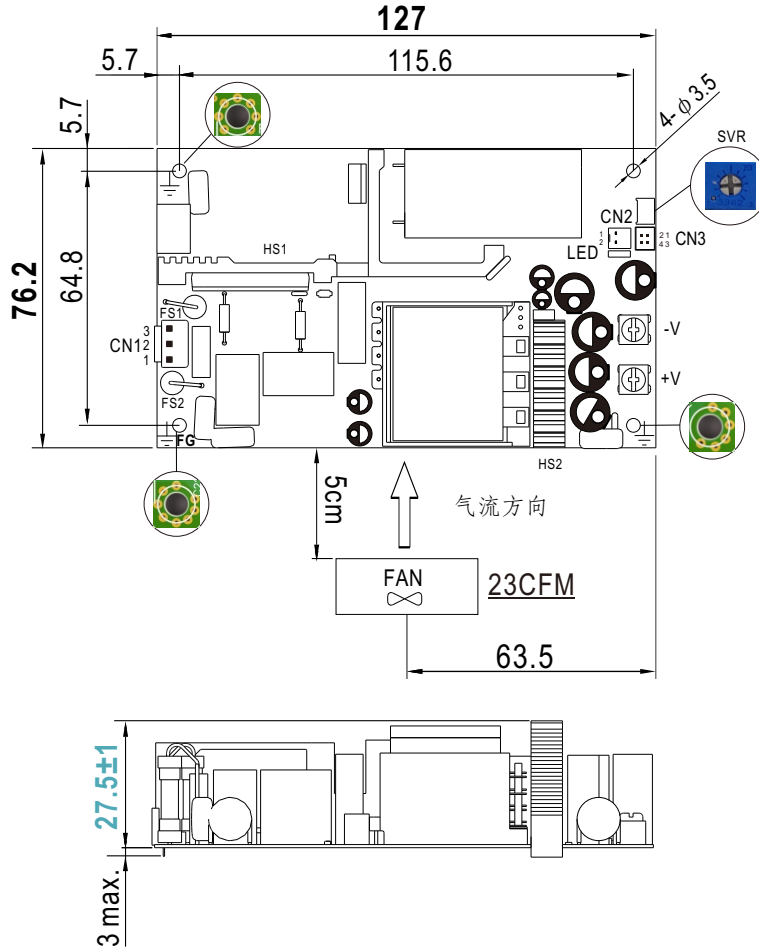 127
5.7
115.6
5.7
4-φ3.5
SVR
CN2
1
2
2 1
4 3
CN3
LED
HS1
76.2
64.8
FS1
3
CN1 2
1
-V
+V
FS2
FG
HS2
5cm
气流方向
FAN
23CFM
63.5
27.5±1
3 max.